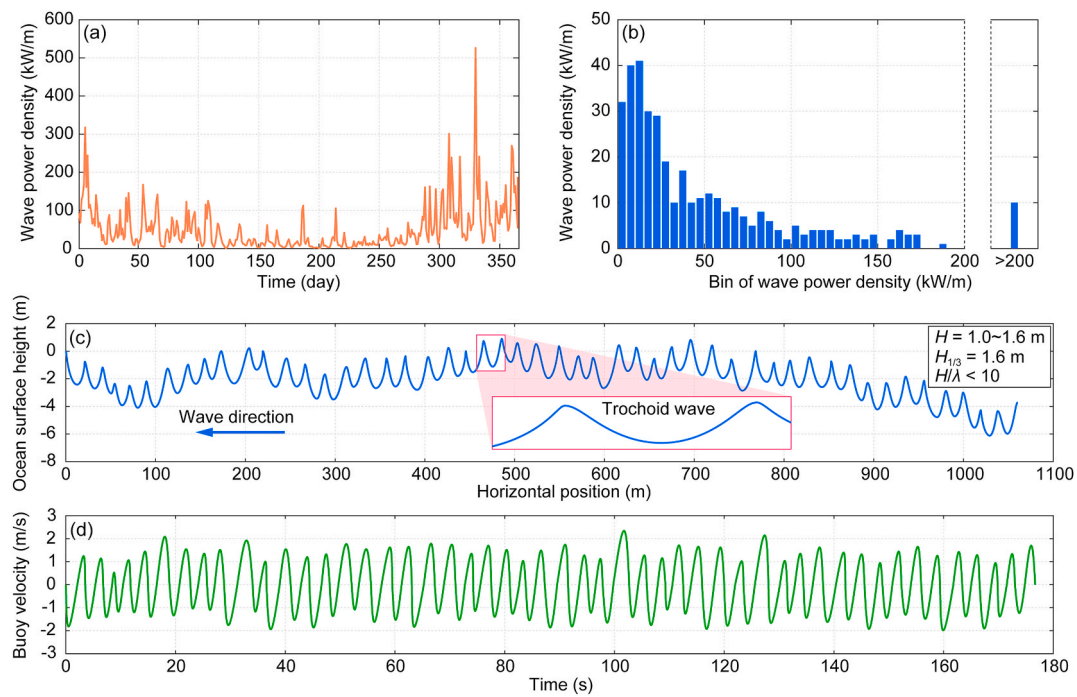 (a)
Wave power density (kW/m)
600
500
400
300
200
100
0
0 50 100 150 200 250 300 350
Time (day)
(b)
Wave power density (kW/m)
50
40
30
20
10
0
0 50 100 150 200 >200
Bin of wave power density (kW/m)
(c)
Ocean surface height (m)
2
0
-2
-4
-6
-8
H = 1.0~1.6 m
H1/3 = 1.6 m
H/λ < 10
Wave direction
Trochoid wave
0 100 200 300 400 500 600 700 800 900 1000 1100
Horizontal position (m)
(d)
Buoy velocity (m/s)
3
2
1
0
-1
-2
-3
0 20 40 60 80 100 120 140 160 180
Time (s)